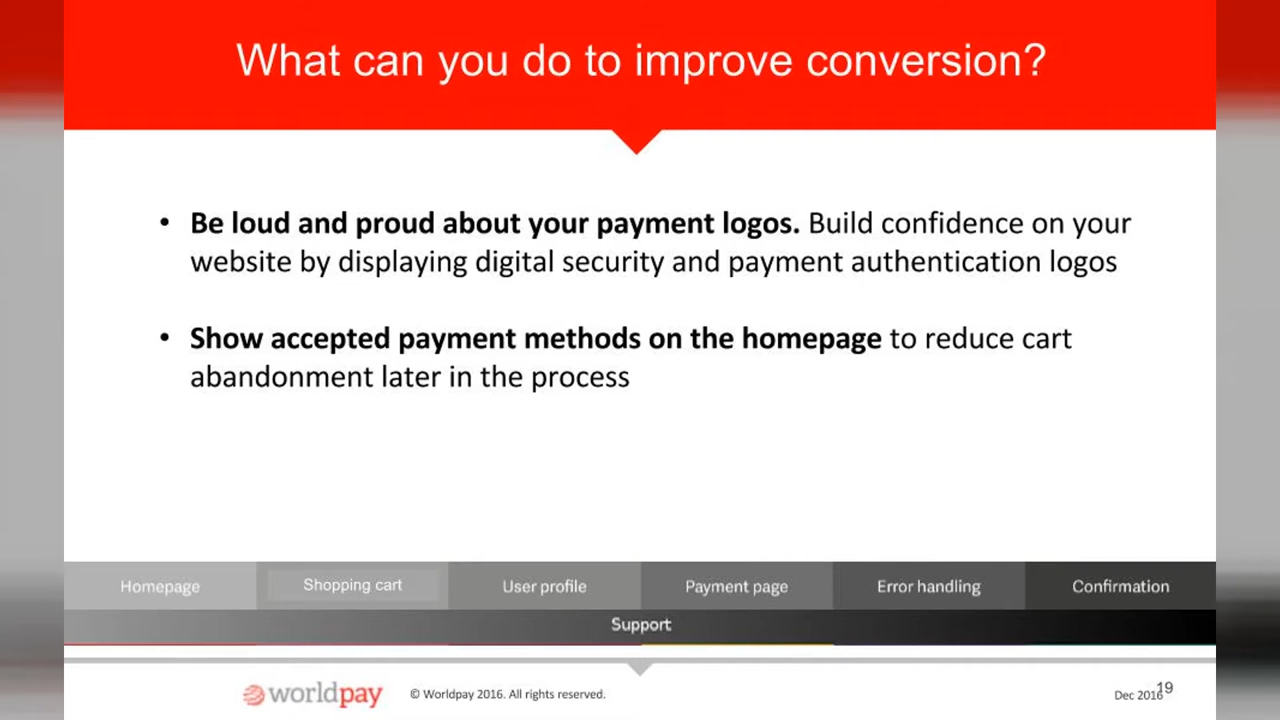 What can you do to improve conversion?
• Be loud and proud about your payment logos. Build confidence on your
website by displaying digital security and payment authentication logos
• Show accepted payment methods on the homepage to reduce cart
abandonment later in the process
Homepage
Shopping cart
User profile
Payment page
Error handling
Confirmation
Support
worldpay
© Worldpay 2016. All rights reserved.
Dec 2016
19